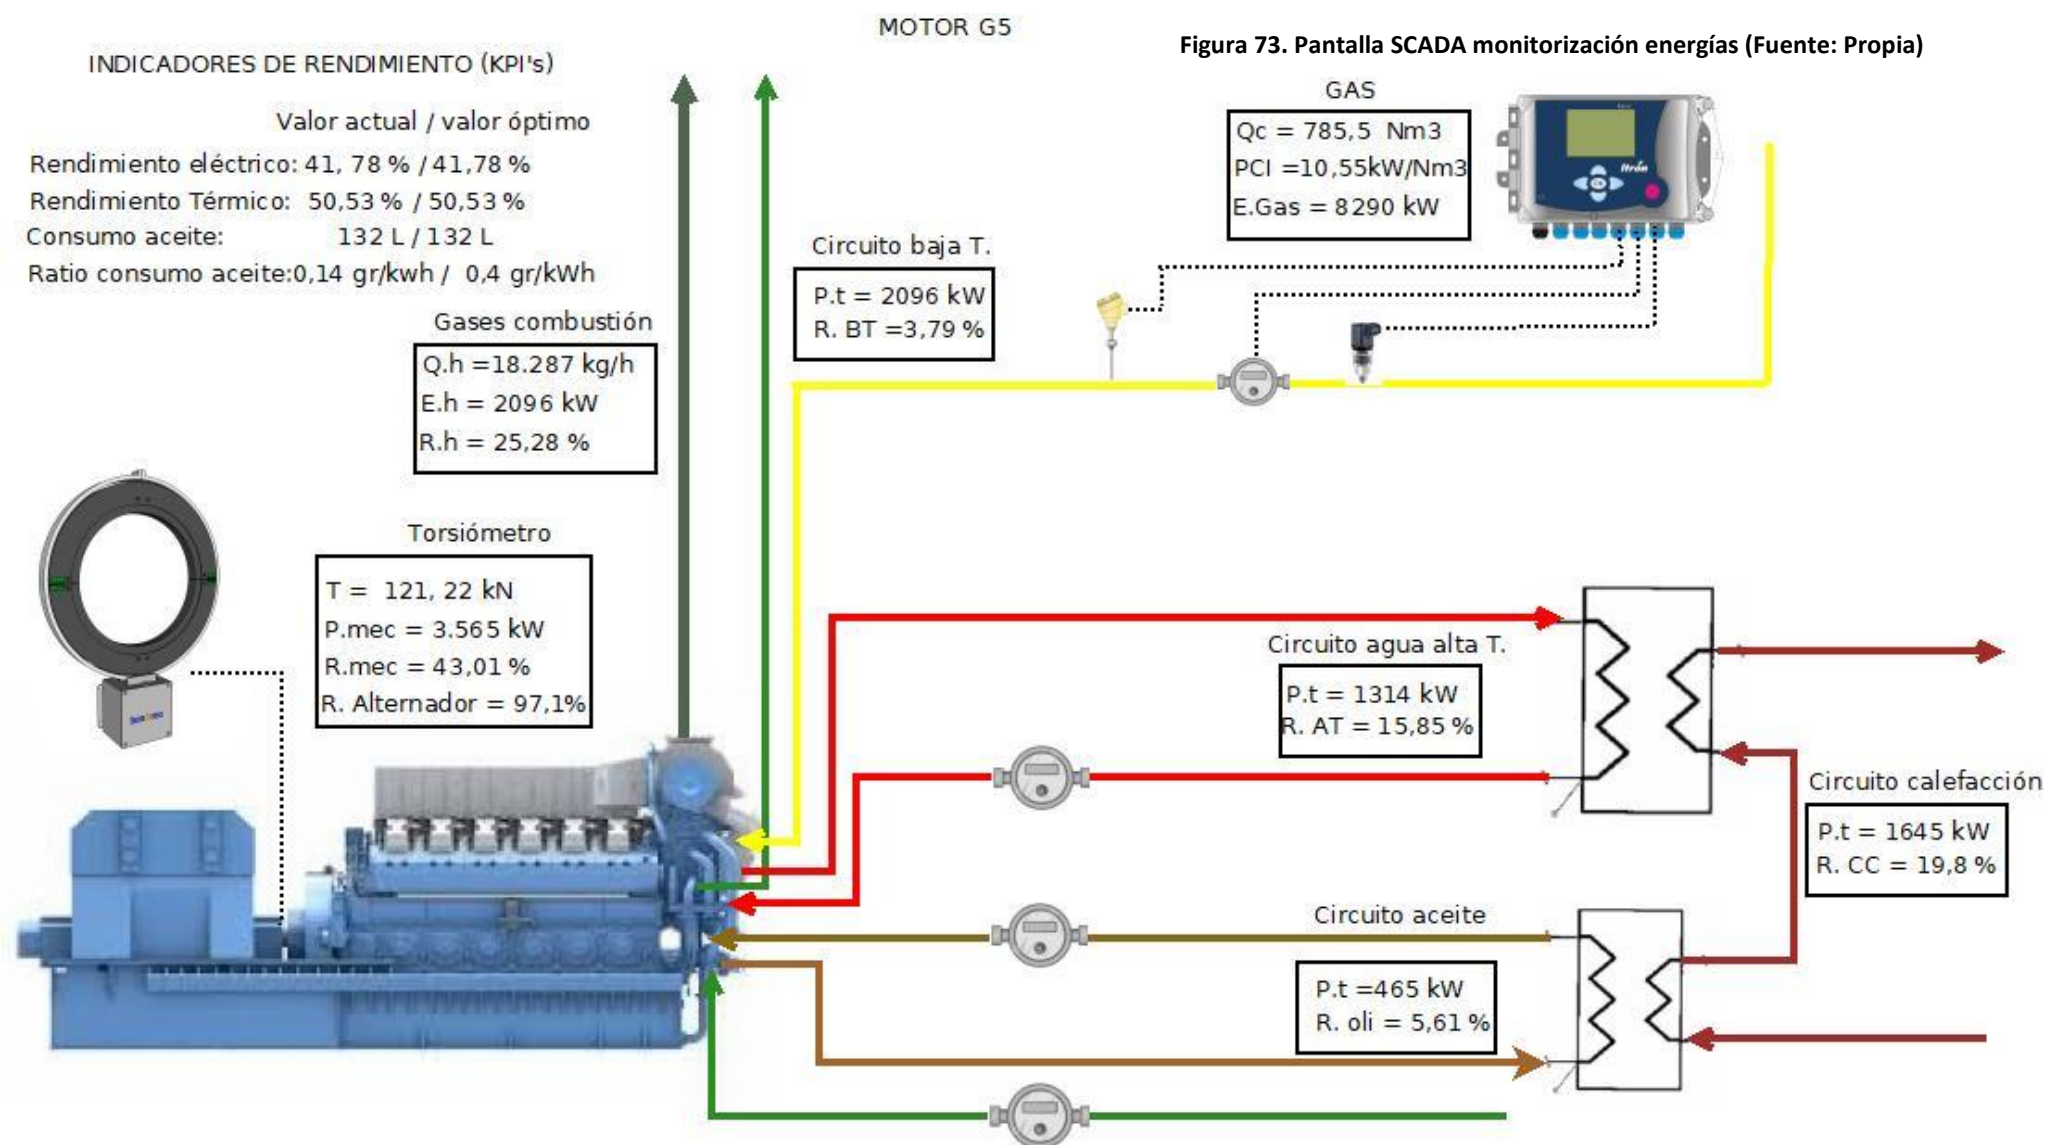 MOTOR G5
Figura 73. Pantalla SCADA monitorización energías (Fuente: Propia)
INDICADORES DE RENDIMIENTO (KPI's)
Valor actual / valor óptimo
Rendimiento eléctrico: 41, 78 % / 41,78 %
Rendimiento Térmico: 50,53 % / 50,53 %
Consumo aceite: 132 L / 132 L
Ratio consumo aceite:0,14 gr/kwh / 0,4 gr/kWh
GAS
Qc = 785,5 Nm3
PCI =10,55kW/Nm3
E.Gas = 8290 kW
Itrón
Circuito baja T.
P.t = 2096 kW
R. BT =3,79 %
Gases combustión
Q.h =18.287 kg/h
E.h = 2096 kW
R.h = 25,28 %
Torsiómetro
T = 121, 22 kN
P.mec = 3.565 kW
R.mec = 43,01 %
R. Alternador = 97,1%
Circuito agua alta T.
P.t = 1314 kW
R. AT = 15,85 %
Circuito calefacción
P.t = 1645 kW
R. CC = 19,8 %
Circuito aceite
P.t =465 kW
R. oli = 5,61 %